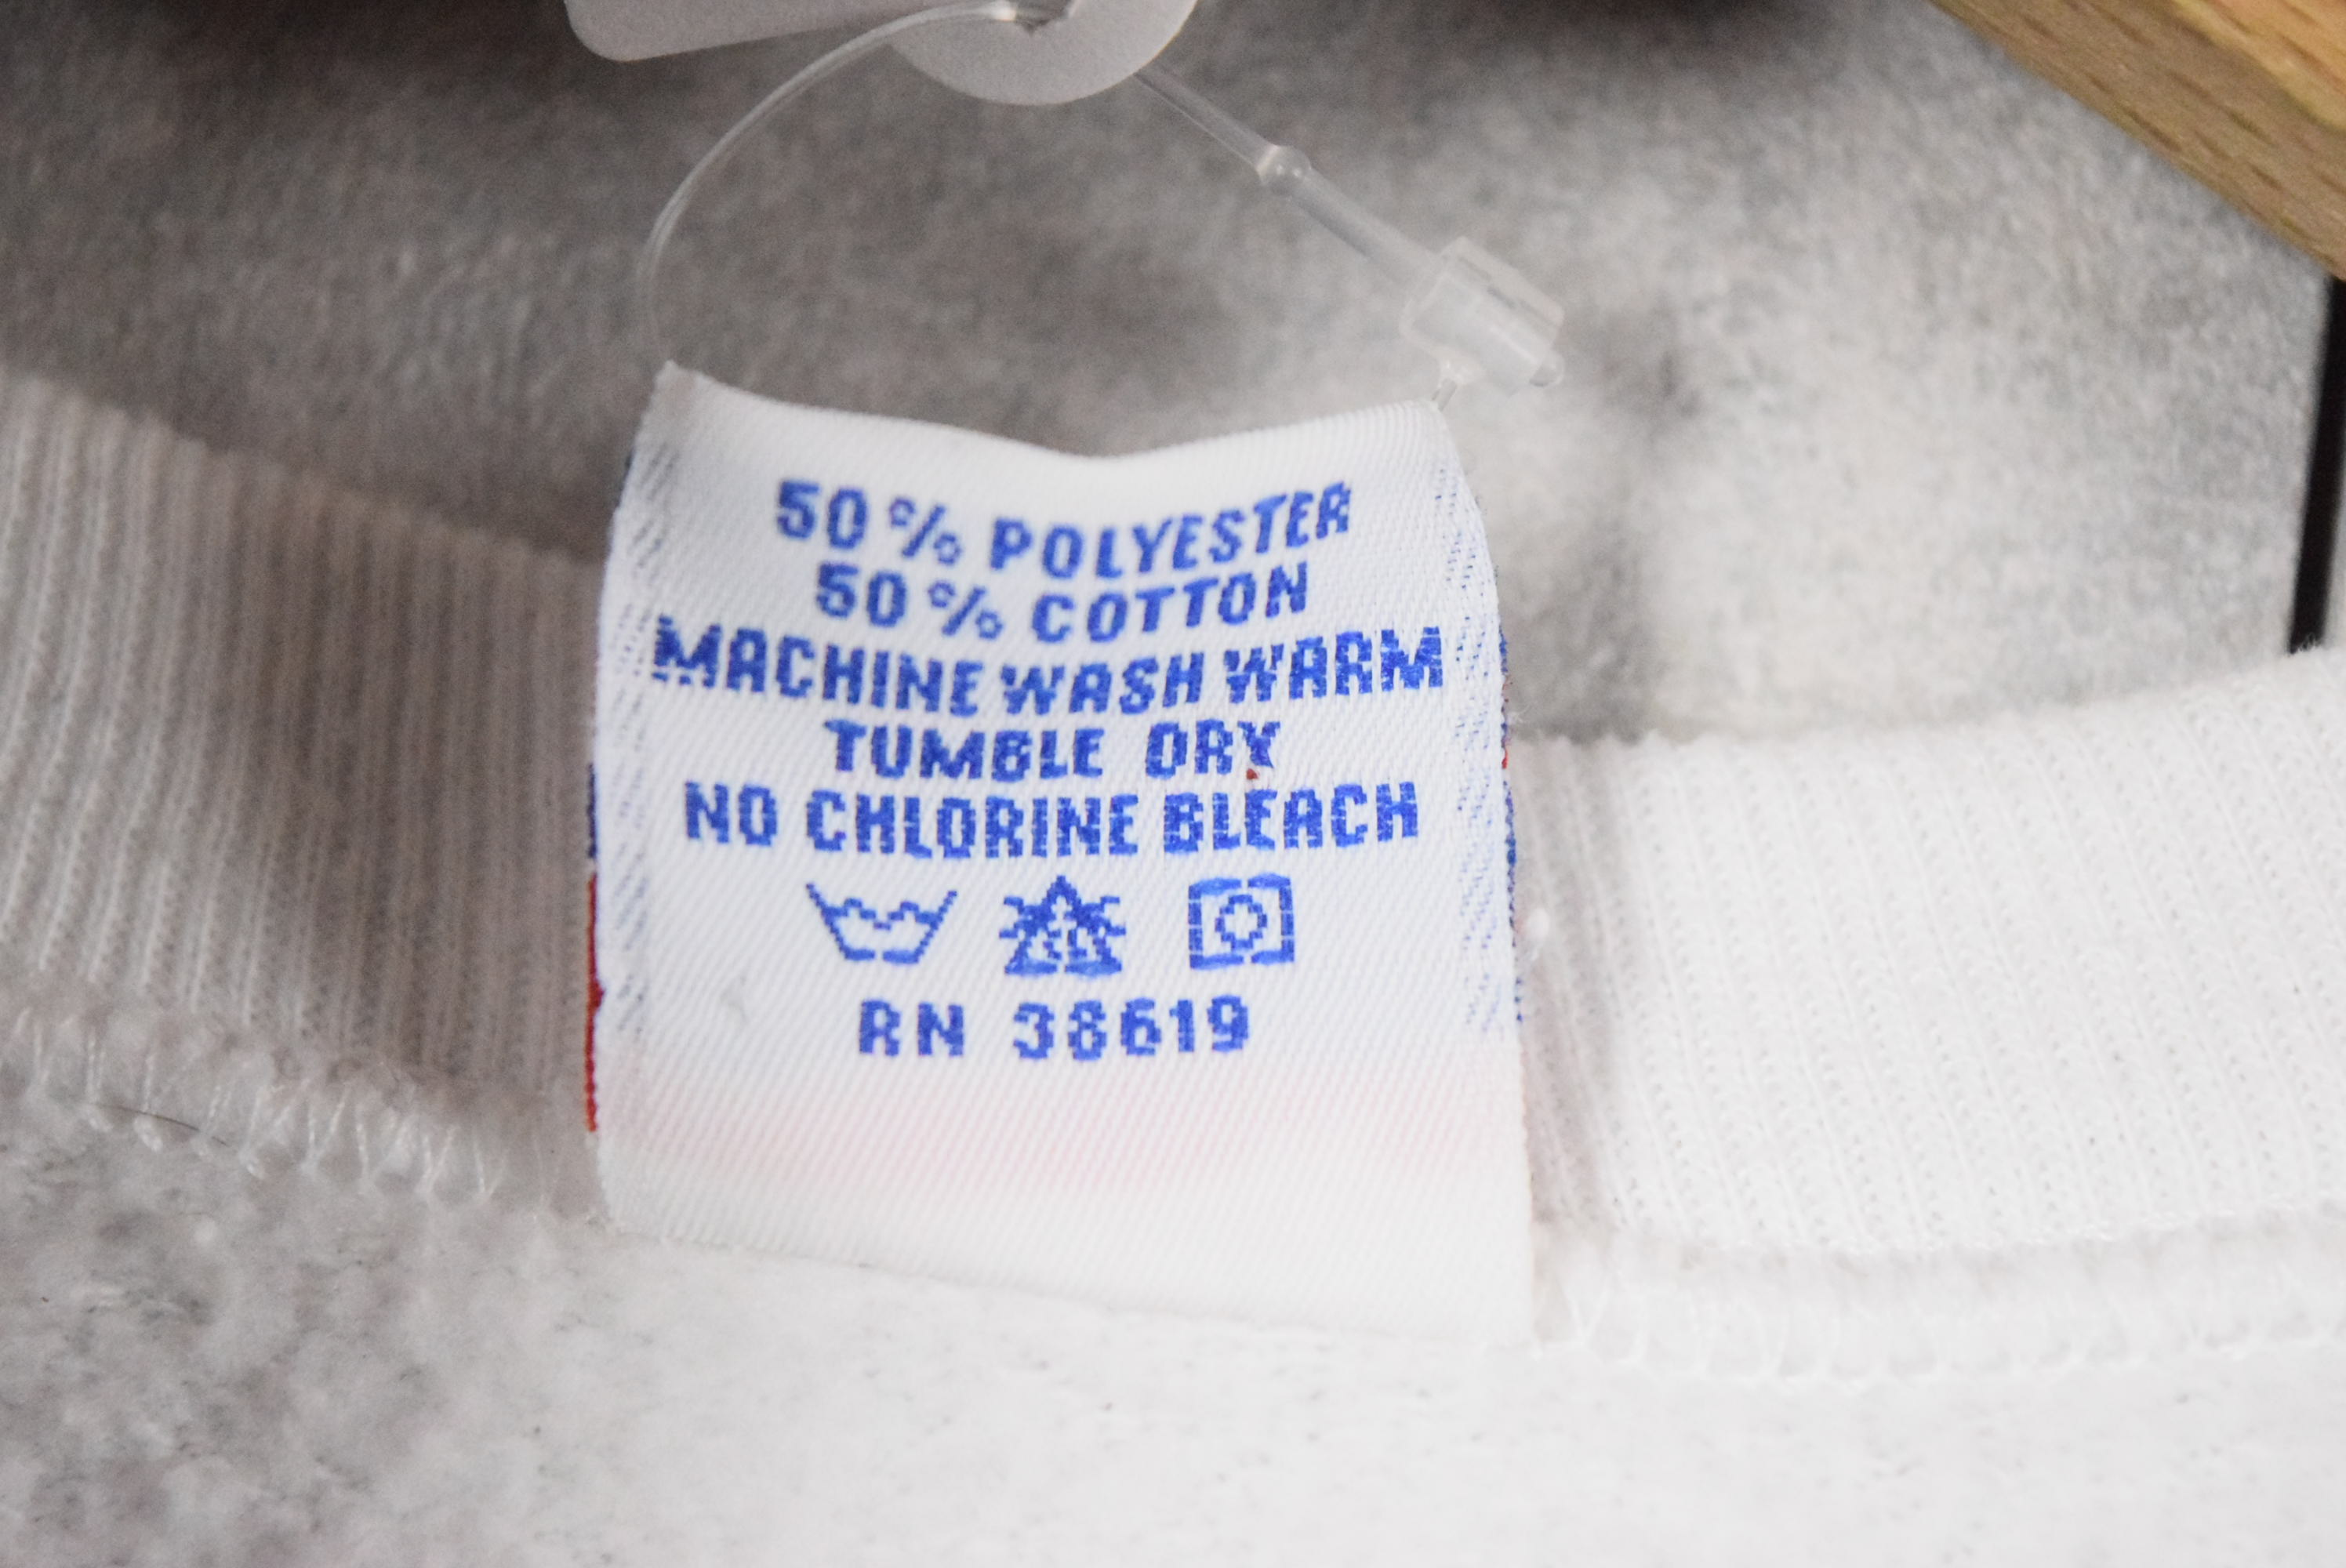 50% POLYESTER
50% COTTON
MACHINE WASH WARM
TUMBLE DRY
NO CHLORINE BLEACH
RN 38619